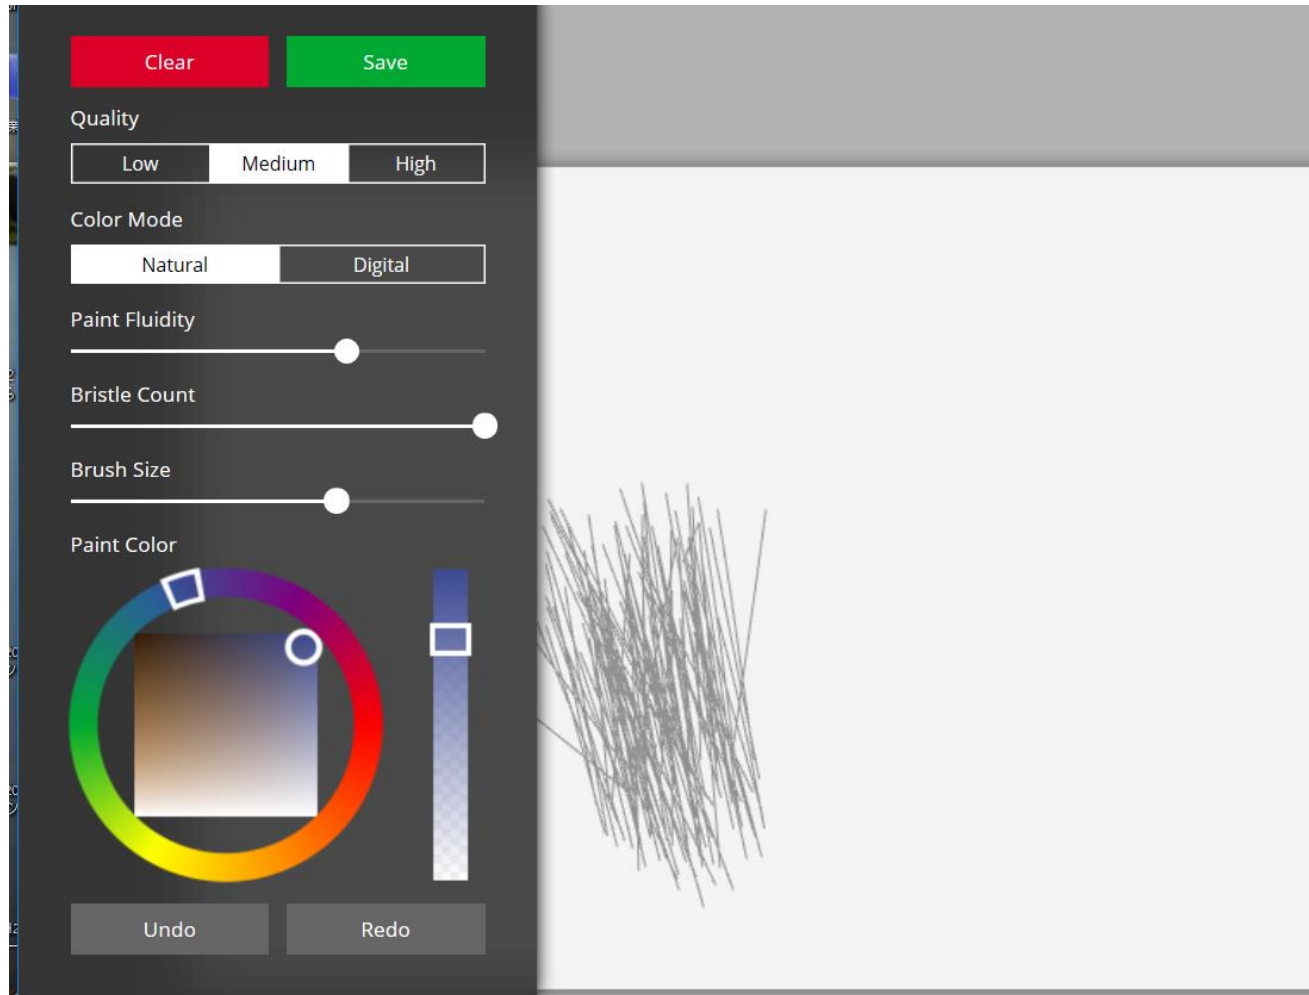 Clear Save
Quality
Low Medium High
Color Mode
Natural Digital
Paint Fluidity
Bristle Count
Brush Size
Paint Color
Undo Redo